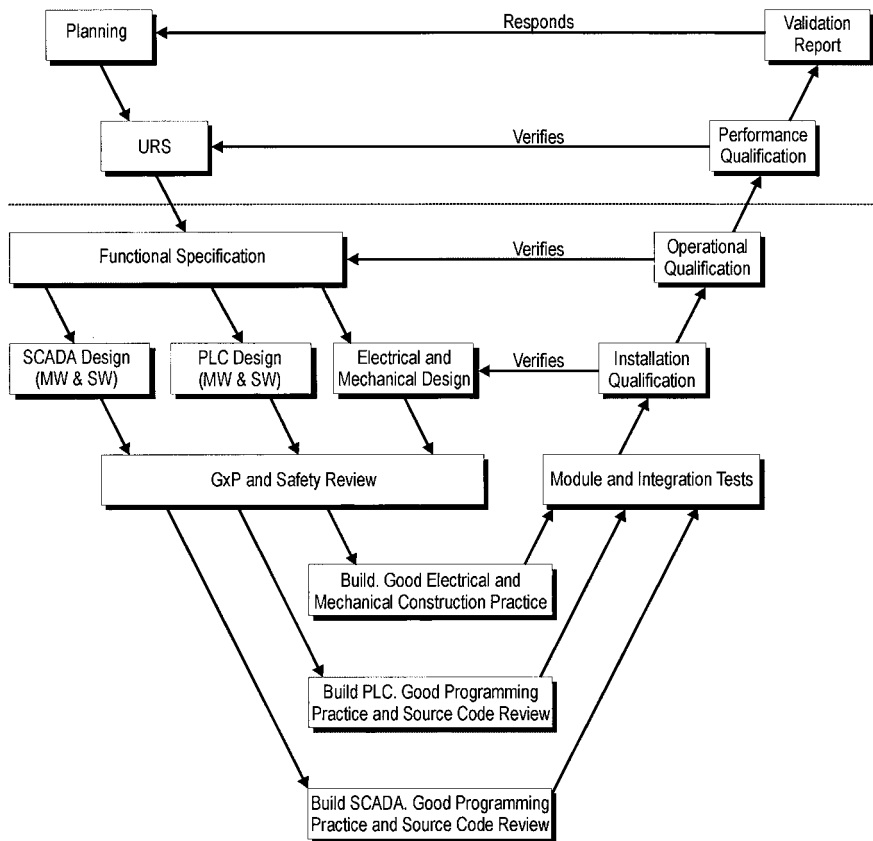 Planning
Responds
Validation
Report
URS
Verifies
Performance
Qualification
Functional Specification
Verifies
Operational
Qualification
SCADA Design
(MW & SW)
PLC Design
(MW & SW)
Electrical and
Mechanical Design
Verifies
Installation
Qualification
GxP and Safety Review
Module and Integration Tests
Build. Good Electrical and
Mechanical Construction Practice
Build PLC. Good Programming
Practice and Source Code Review
Build SCADA. Good Programming
Practice and Source Code Review